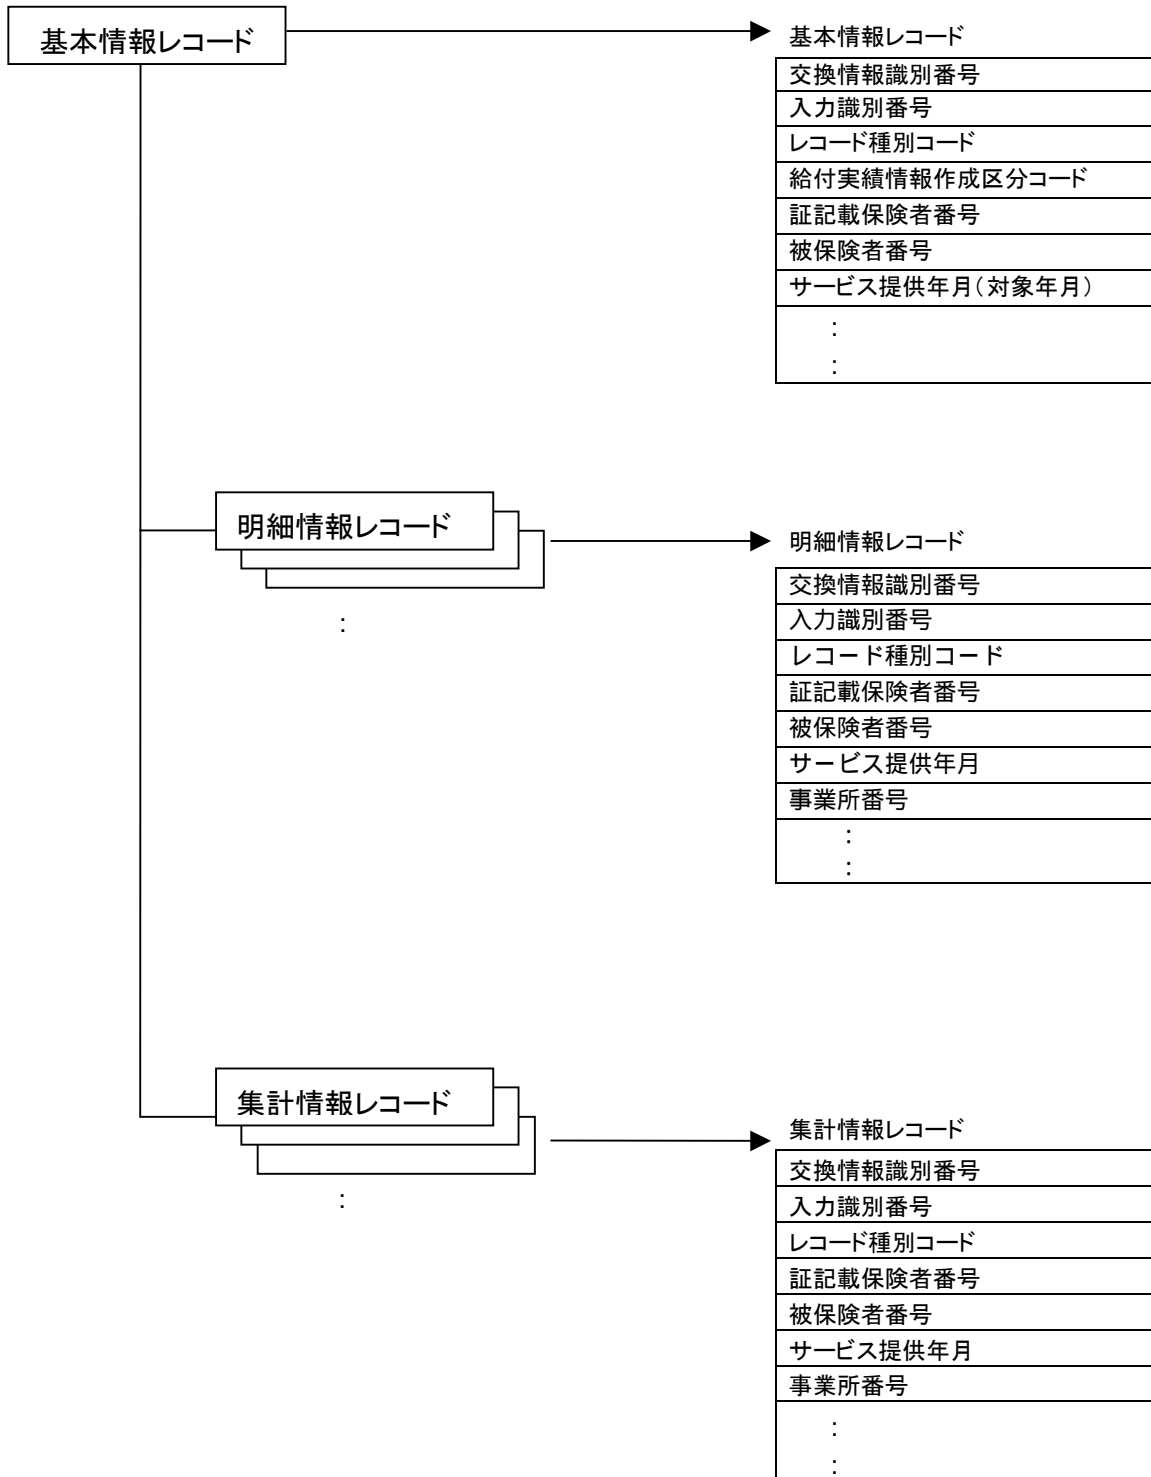 基本情報レコード
基本情報レコード
交換情報識別番号
入力識別番号
レコード種別コード
給付実績情報作成区分コード
証記載保険者番号
被保険者番号
サービス提供年月(対象年月)
:
:
明細情報レコード
:
明細情報レコード
交換情報識別番号
入力識別番号
レコード種別コード
証記載保険者番号
被保険者番号
サービス提供年月
事業所番号
:
:
集計情報レコード
:
集計情報レコード
交換情報識別番号
入力識別番号
レコード種別コード
証記載保険者番号
被保険者番号
サービス提供年月
事業所番号
:
: